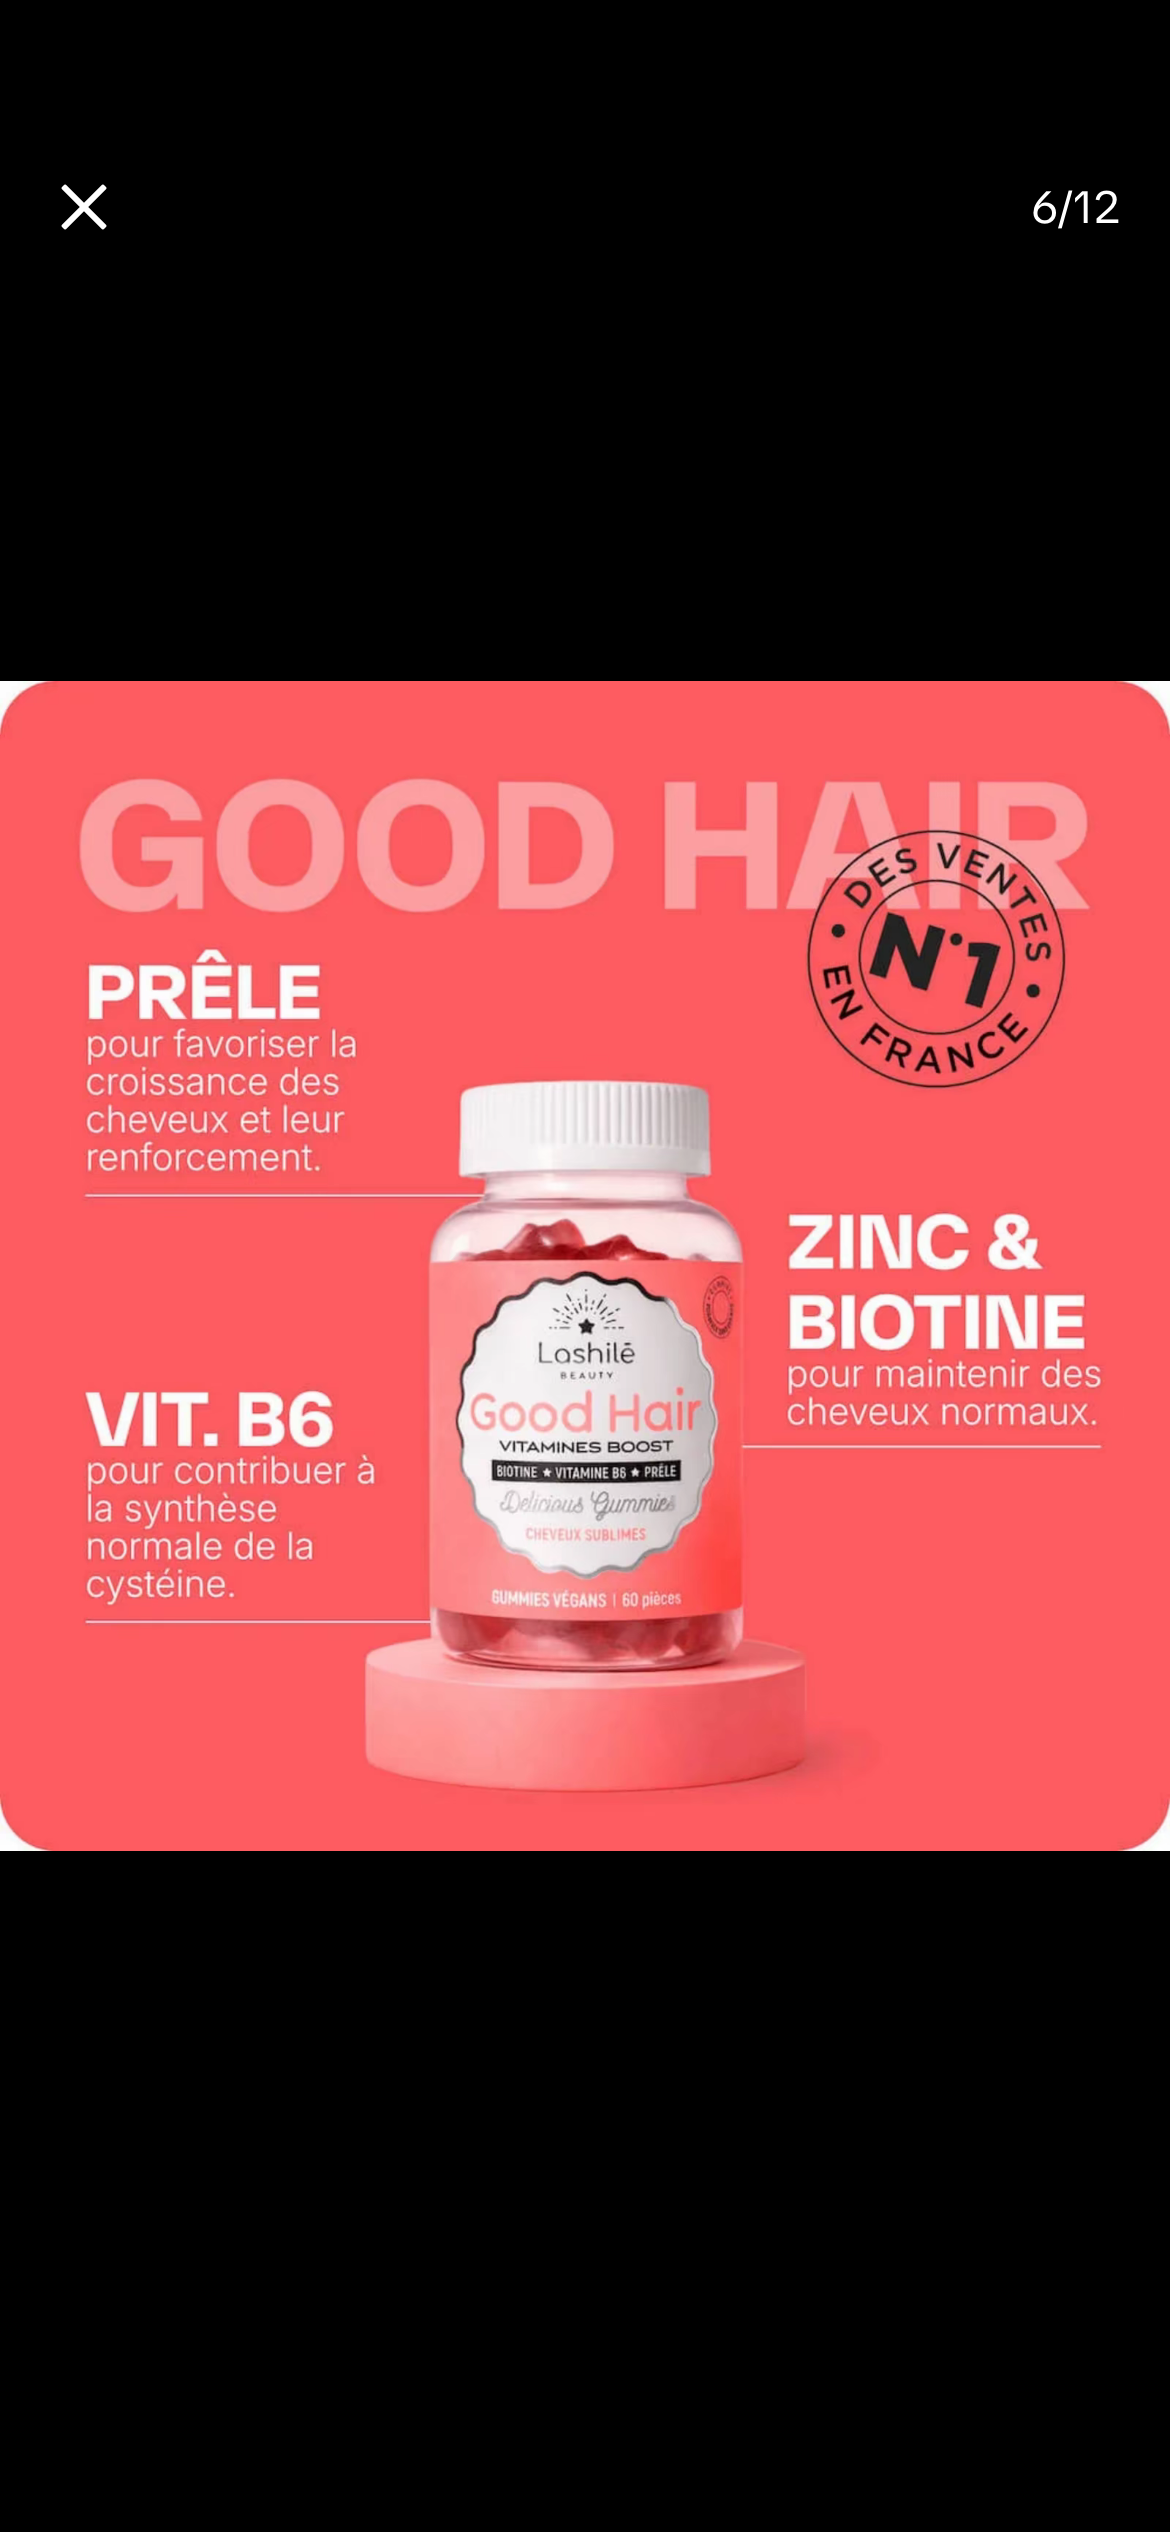 6/12
GOOD HAIR
DES VENTES
N°1
EN FRANCE
PRÊLE
pour favoriser la
croissance des
cheveux et leur
renforcement.
ZINC &
BIOTINE
pour maintenir des
cheveux normaux.
VIT. B6
pour contribuer à
la synthèse
normale de la
cystéine.
Lashilé
BEAUTY
Good Hair
VITAMINES BOOST
BIOTINE ★ VITAMINE B6 ★ PRÊLE
Delicious Gummies
CHEVEUX SUBLIMES
GUMMIES VÉGANS | 60 pièces